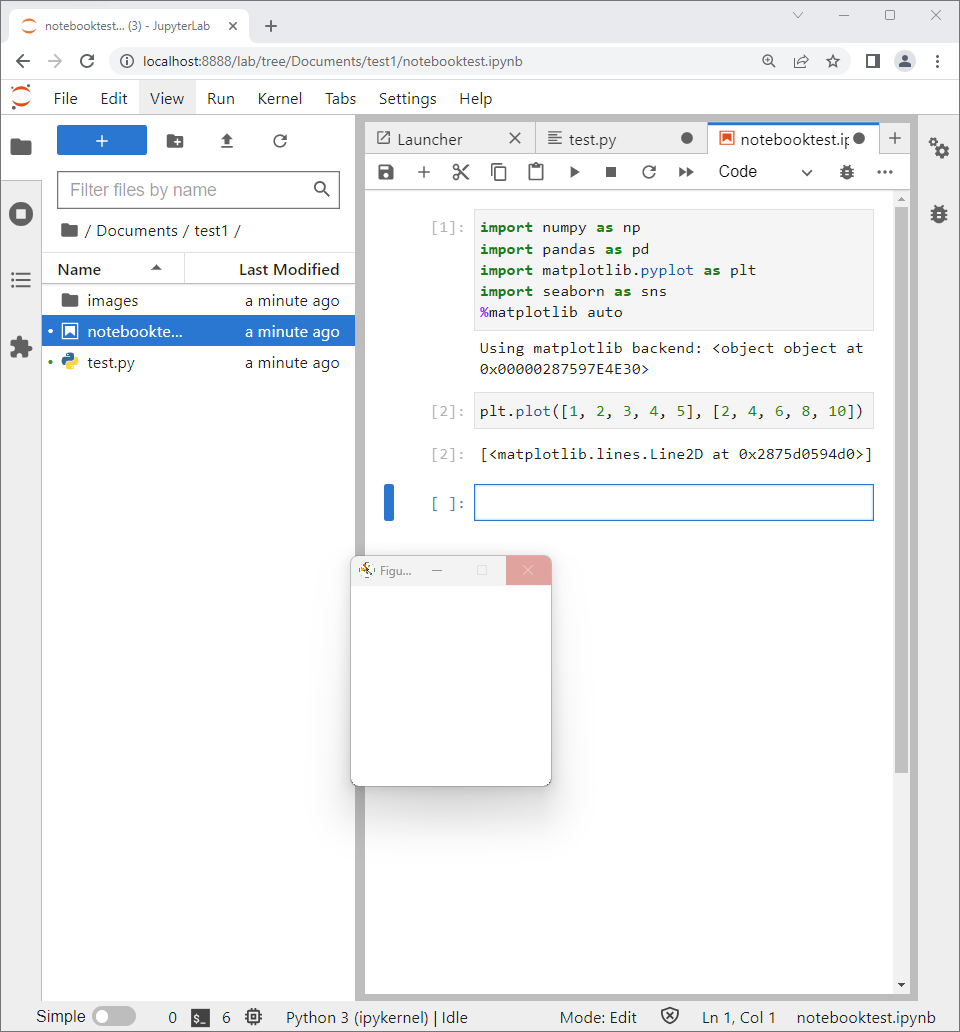 notebooktest... (3) - JupyterLab
localhost:8888/lab/tree/Documents/test1/notebooktest.ipynb
File Edit View Run Kernel Tabs Settings Help
Launcher test.py notebooktest.ip
Code
Filter files by name
/ Documents / test1 /
Name Last Modified
images a minute ago
notebookte... a minute ago
test.py a minute ago
[1]: import numpy as np
import pandas as pd
import matplotlib.pyplot as plt
import seaborn as sns
%matplotlib auto
Using matplotlib backend: <object object at
0x00000287597E4E30>
[2]: plt.plot([1, 2, 3, 4, 5], [2, 4, 6, 8, 10])
[2]: [<matplotlib.lines.Line2D at 0x2875d0594d0>]
[ ]:
Figu...
Simple 0 $_ 6 Python 3 (ipykernel) | Idle Mode: Edit Ln 1, Col 1 notebooktest.ipynb